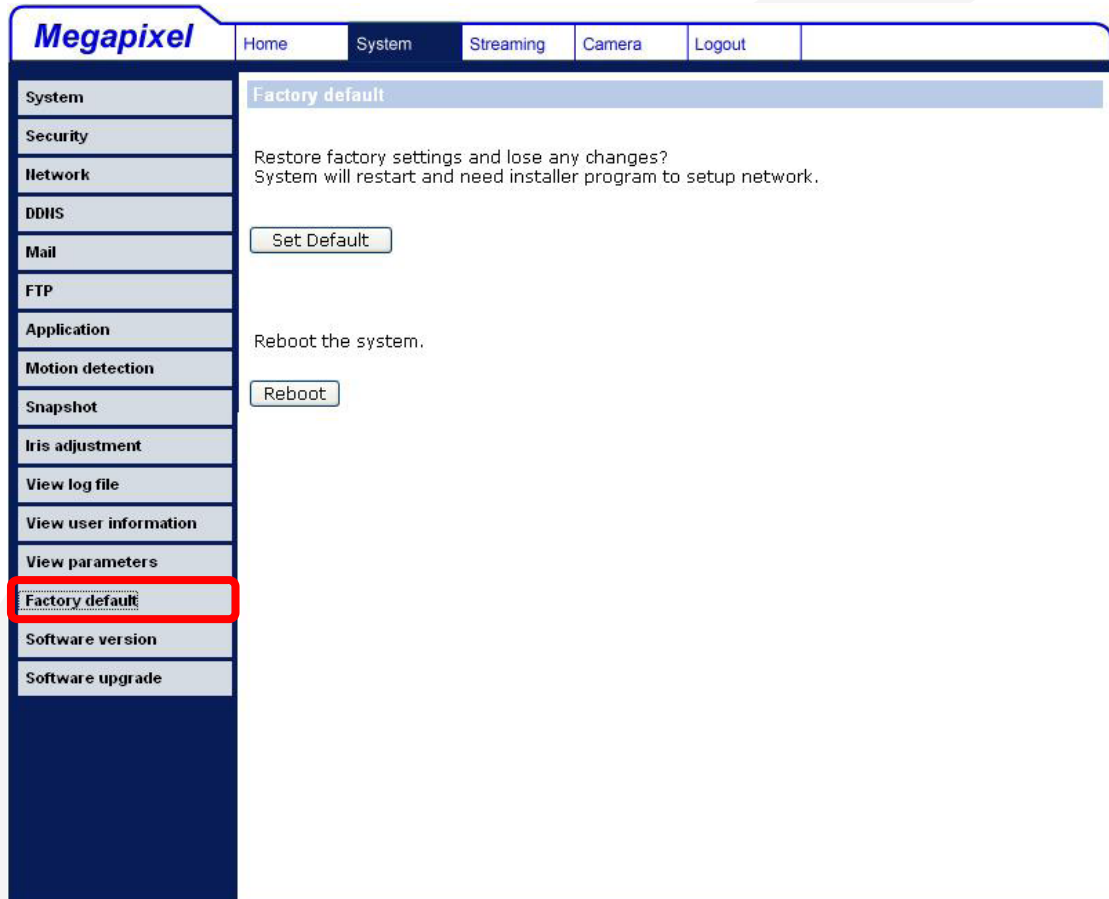 Megapixel
Home System Streaming Camera Logout
System
Security
Network
DDNS
Mail
FTP
Application
Motion detection
Snapshot
Iris adjustment
View log file
View user information
View parameters
Factory default
Software version
Software upgrade
Factory default
Restore factory settings and lose any changes?
System will restart and need installer program to setup network.
Set Default
Reboot the system.
Reboot